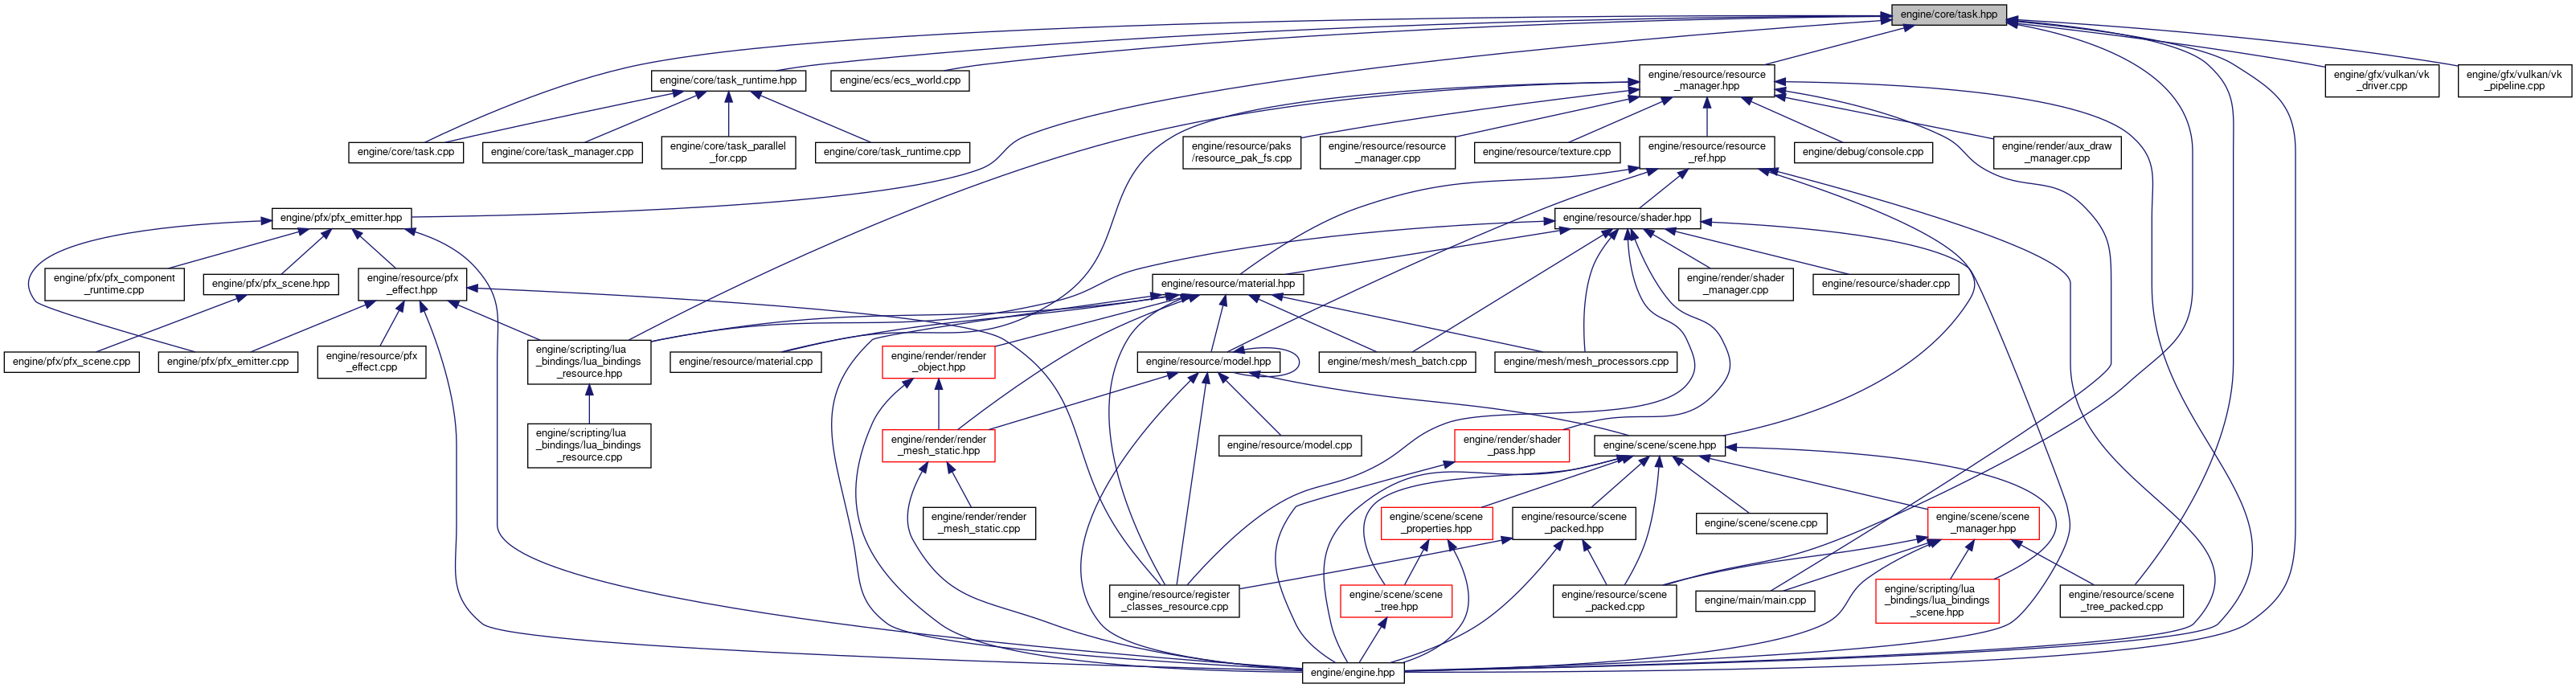 engine/core/task.hpp
engine/core/task_runtime.hpp
engine/ecs/ecs_world.cpp
engine/resource/resource
_manager.hpp
engine/gfx/vulkan/vk
_driver.cpp
engine/gfx/vulkan/vk
_pipeline.cpp
engine/core/task.cpp
engine/core/task_manager.cpp
engine/core/task_parallel
_for.cpp
engine/core/task_runtime.cpp
engine/resource/paks
/resource_pak_fs.cpp
engine/resource/resource
_manager.cpp
engine/resource/texture.cpp
engine/resource/resource
_ref.hpp
engine/debug/console.cpp
engine/render/aux_draw
_manager.cpp
engine/pfx/pfx_emitter.hpp
engine/resource/shader.hpp
engine/pfx/pfx_component
_runtime.cpp
engine/pfx/pfx_scene.hpp
engine/resource/pfx
_effect.hpp
engine/resource/material.hpp
engine/render/shader
_manager.cpp
engine/resource/shader.cpp
engine/pfx/pfx_scene.cpp
engine/pfx/pfx_emitter.cpp
engine/resource/pfx
_effect.cpp
engine/scripting/lua
_bindings/lua_bindings
_resource.hpp
engine/resource/material.cpp
engine/render/render
_object.hpp
engine/resource/model.hpp
engine/mesh/mesh_batch.cpp
engine/mesh/mesh_processors.cpp
engine/scripting/lua
_bindings/lua_bindings
_resource.cpp
engine/render/render
_mesh_static.hpp
engine/resource/model.cpp
engine/render/shader
_pass.hpp
engine/scene/scene.hpp
engine/render/render
_mesh_static.cpp
engine/scene/scene
_properties.hpp
engine/resource/scene
_packed.hpp
engine/scene/scene.cpp
engine/scene/scene
_manager.hpp
engine/resource/register
_classes_resource.cpp
engine/scene/scene
_tree.hpp
engine/resource/scene
_packed.cpp
engine/main/main.cpp
engine/scripting/lua
_bindings/lua_bindings
_scene.hpp
engine/resource/scene
_tree_packed.cpp
engine/engine.hpp